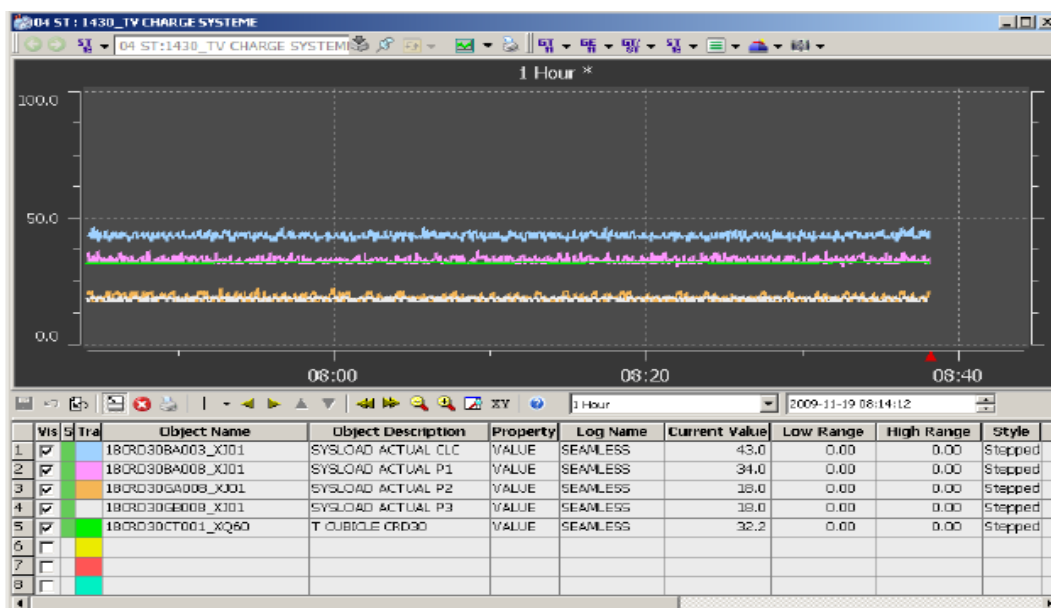 04 ST : 1430_TV CHARGE SYSTEME
04 ST:1430_TV CHARGE SYSTEM
1 Hour *
100.0
50.0
0.0
08:00 08:20 08:40
XY 1 Hour 2009-11-19 08:14:12
Vis S Tra Object Name Object Description Property Log Name Current Value Low Range High Range Style
1 18CRD30BA003_XJ01 SYSLOAD ACTUAL CLC VALUE SEAMLESS 43.0 0.00 0.00 Stepped
2 18CRD30BA008_XJ01 SYSLOAD ACTUAL P1 VALUE SEAMLESS 34.0 0.00 0.00 Stepped
3 18CRD30GA008_XJ01 SYSLOAD ACTUAL P2 VALUE SEAMLESS 18.0 0.00 0.00 Stepped
4 18CRD30GB008_XJ01 SYSLOAD ACTUAL P3 VALUE SEAMLESS 18.0 0.00 0.00 Stepped
5 18CRD30CT001_XQ60 T CUBICLE CRD30 VALUE SEAMLESS 32.2 0.00 0.00 Stepped
6
7
8